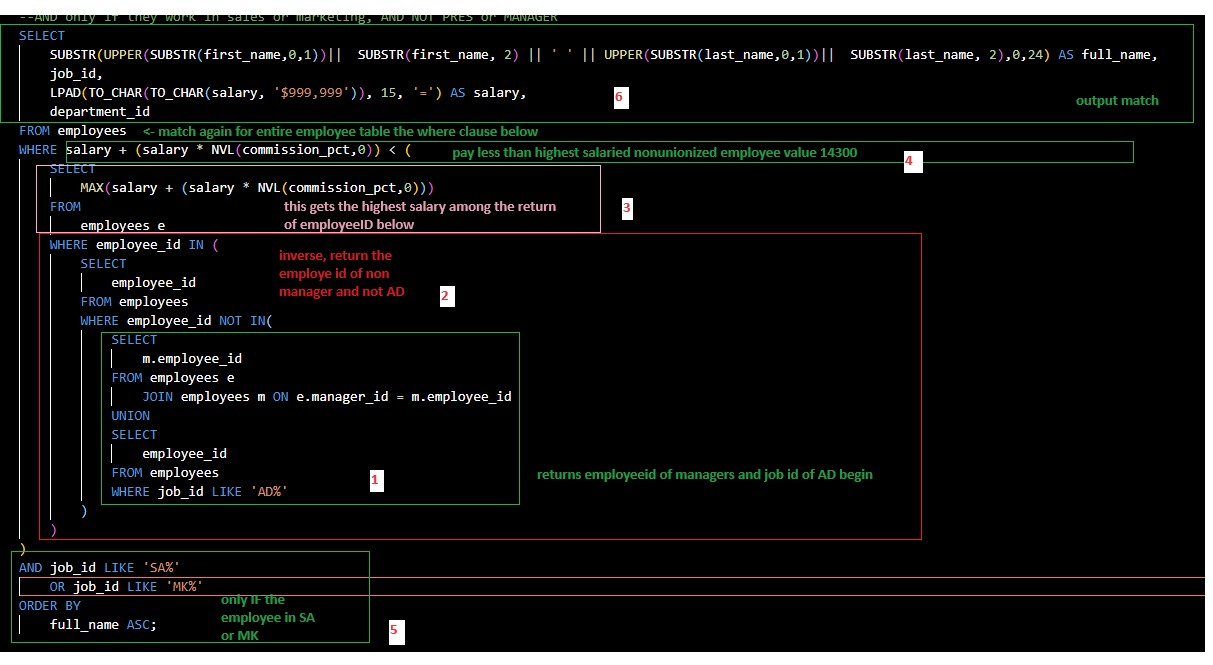 --AND only if they work in sales or marketing, AND NOT PRES or MANAGER
SELECT
SUBSTR(UPPER(SUBSTR(first_name,0,1))|| SUBSTR(first_name, 2) || ' ' || UPPER(SUBSTR(last_name,0,1))|| SUBSTR(last_name, 2),0,24) AS full_name,
job_id,
LPAD(TO_CHAR(TO_CHAR(salary, '$999,999')), 15, '=') AS salary,
6
output match
department_id
FROM employees <- match again for entire employee table the where clause below
WHERE salary + (salary * NVL(commission_pct,0)) < ( pay less than highest salaried nonunionized employee value 14300
4
SELECT
MAX(salary + (salary * NVL(commission_pct,0)))
FROM this gets the highest salary among the return
3
employees e of employeeID below
WHERE employee_id IN (
inverse, return the
SELECT
employe id of non
employee_id
manager and not AD
2
FROM employees
WHERE employee_id NOT IN(
SELECT
m.employee_id
FROM employees e
JOIN employees m ON e.manager_id = m.employee_id
UNION
SELECT
employee_id
FROM employees
1
returns employeeid of managers and job id of AD begin
WHERE job_id LIKE 'AD%'
)
)
)
AND job_id LIKE 'SA%'
OR job_id LIKE 'MK%'
only IF the
ORDER BY
employee in SA
full_name ASC;
5
or MK